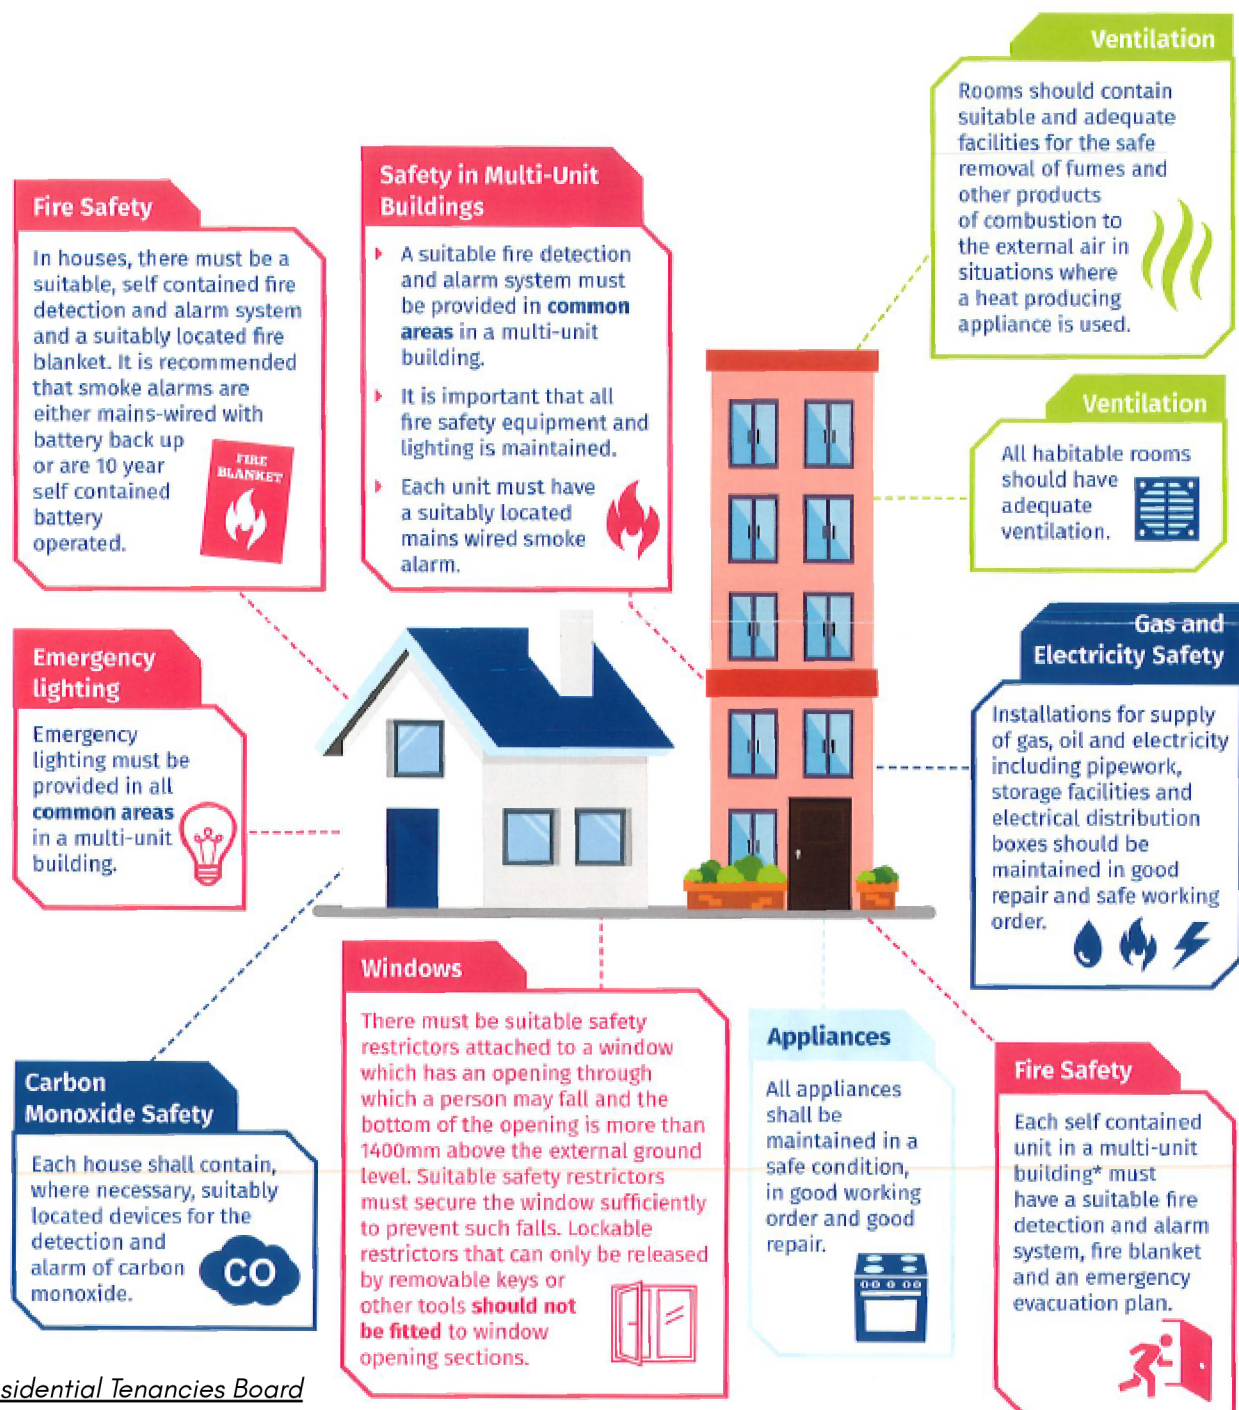 Ventilation
Rooms should contain
suitable and adequate
facilities for the safe
removal of fumes and
other products
of combustion to
the external air in
situations where
a heat producing
appliance is used.
Safety in Multi-Unit
Buildings
A suitable fire detection
and alarm system must
be provided in common
areas in a multi-unit
building.
It is important that all
fire safety equipment and
lighting is maintained.
Each unit must have
a suitably located
mains wired smoke
alarm.
Fire Safety
In houses, there must be a
suitable, self contained fire
detection and alarm system
and a suitably located fire
blanket. It is recommended
that smoke alarms are
either mains-wired with
battery back up
or are 10 year
self contained
battery
operated.
FIRE
BLANKET
Ventilation
All habitable rooms
should have
adequate
ventilation.
Gas and
Electricity Safety
Installations for supply
of gas, oil and electricity
including pipework,
storage facilities and
electrical distribution
boxes should be
maintained in good
repair and safe working
order.
Emergency
lighting
Emergency
lighting must be
provided in all
common areas
in a multi-unit
building.
Windows
There must be suitable safety
restrictors attached to a window
which has an opening through
which a person may fall and the
bottom of the opening is more than
1400mm above the external ground
level. Suitable safety restrictors
must secure the window sufficiently
to prevent such falls. Lockable
restrictors that can only be released
by removable keys or
other tools should not
be fitted to window
opening sections.
Appliances
All appliances
shall be
maintained in a
safe condition,
in good working
order and good
repair.
Fire Safety
Each self contained
unit in a multi-unit
building* must
have a suitable fire
detection and alarm
system, fire blanket
and an emergency
evacuation plan.
Carbon
Monoxide Safety
Each house shall contain,
where necessary, suitably
located devices for the
detection and
alarm of carbon
monoxide.
CO
sidential Tenancies Board